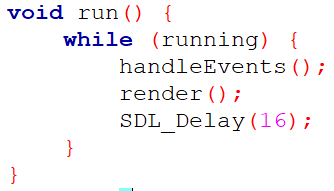 void run() {
    while (running) {
        handleEvents();
        render();
        SDL_Delay(16);
    }
}